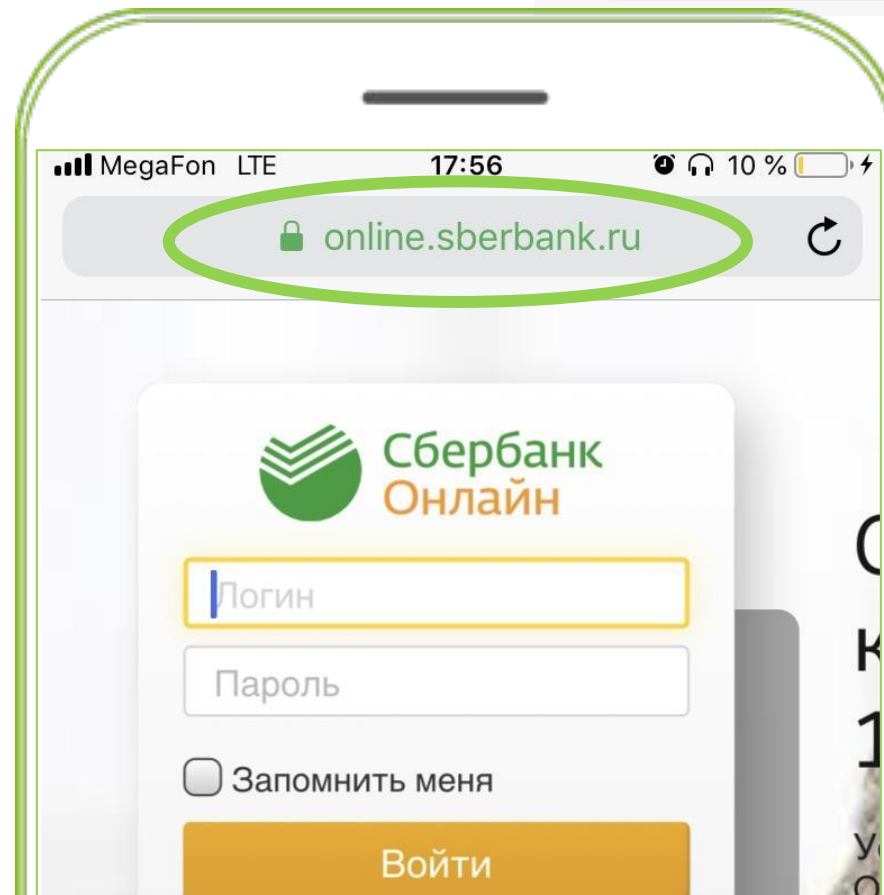 MegaFon LTE 17:56 10 %
online.sberbank.ru
Сбербанк
Онлайн
Логин
Пароль
Запомнить меня
Войти